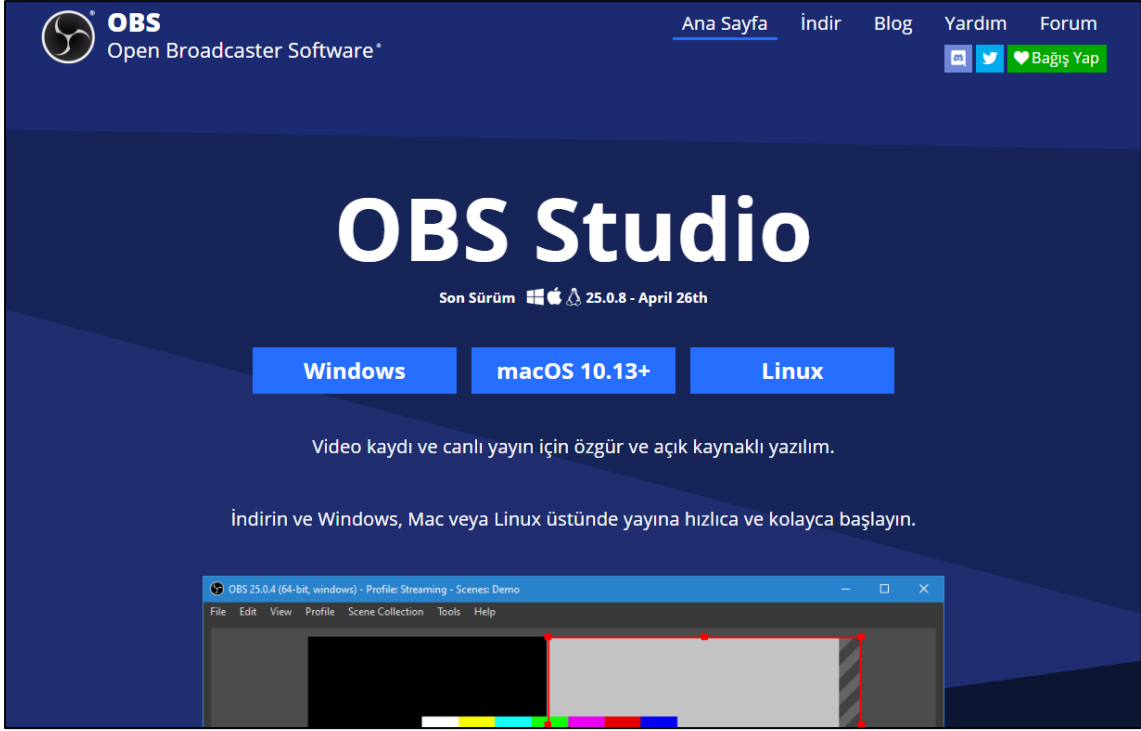 OBS
Open Broadcaster Software
Ana Sayfa İndir Blog Yardım Forum
Bağış Yap
OBS Studio
Son Sürüm 25.0.8 - April 26th
Windows macOS 10.13+ Linux
Video kaydı ve canlı yayın için özgür ve açık kaynaklı yazılım.
İndirin ve Windows, Mac veya Linux üstünde yayına hızlıca ve kolayca başlayın.
OBS 25.0.4 (64-bit, windows) - Profile: Streaming - Scenes: Demo
File Edit View Profile Scene Collection Tools Help